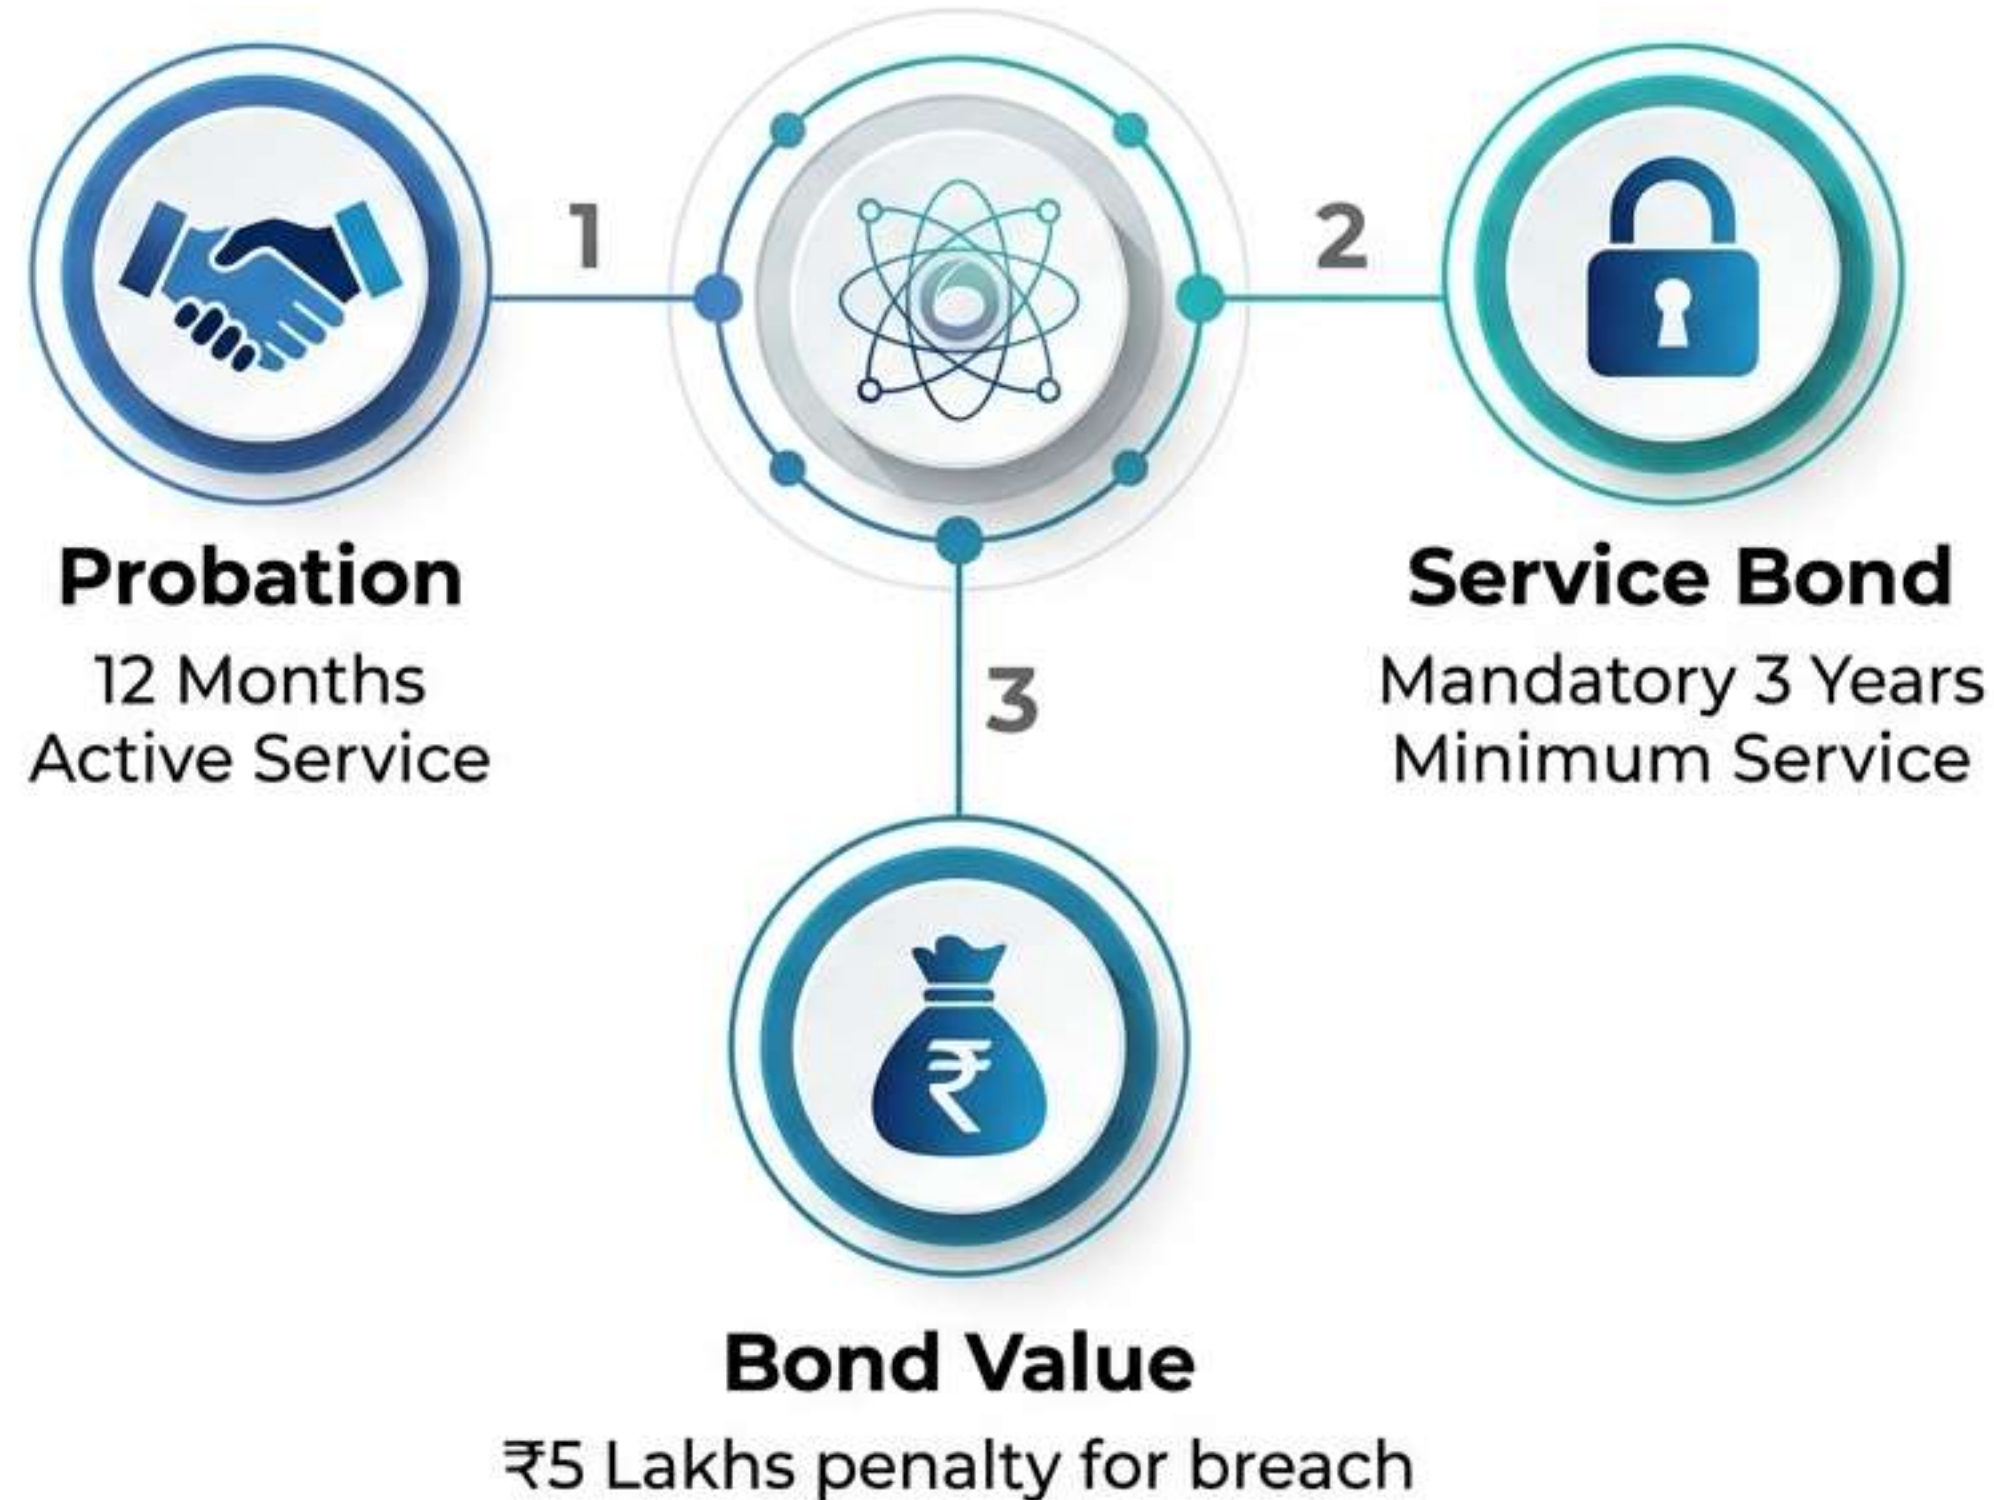 1
2
Probation
12 Months
Active Service
Service Bond
Mandatory 3 Years
Minimum Service
3
₹
Bond Value
₹5 Lakhs penalty for breach